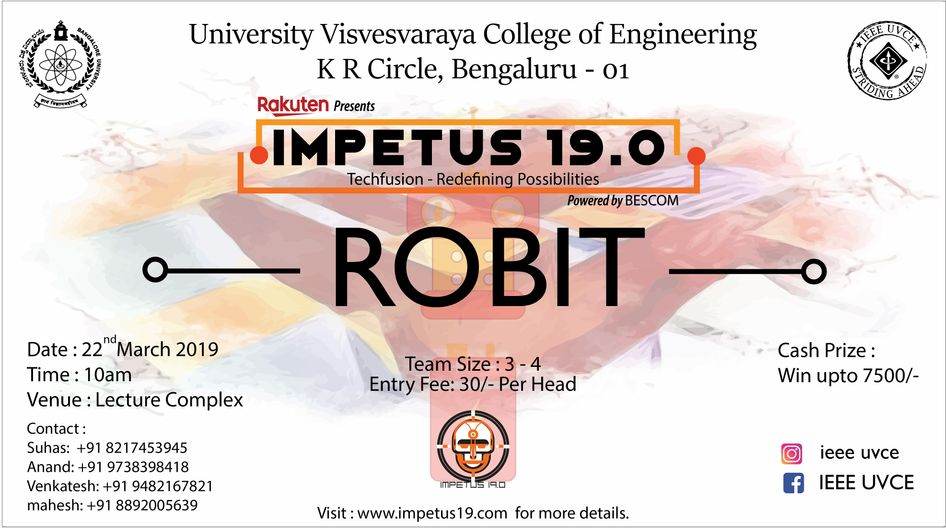 University Visvesvaraya College of Engineering
K R Circle, Bengaluru - 01
IEEE UVCE
STRIDING AHEAD
Rakuten Presents
IMPETUS 19.0
Techfusion - Redefining Possibilities
Powered by BESCOM
ROBIT
Date : 22nd March 2019
Time : 10am
Venue : Lecture Complex
Team Size : 3 - 4
Entry Fee: 30/- Per Head
Cash Prize :
Win upto 7500/-
Contact :
Suhas: +91 8217453945
Anand: +91 9738398418
Venkatesh: +91 9482167821
mahesh: +91 8892005639
IMPETUS 19.0
ieee uvce
IEEE UVCE
Visit : www.impetus19.com for more details.